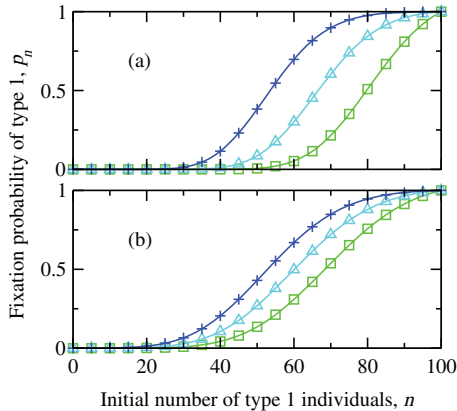 1
(a)
0.5
0
1
(b)
0.5
0
0 20 40 60 80 100
Fixation probability of type 1, pₙ
Initial number of type 1 individuals, n